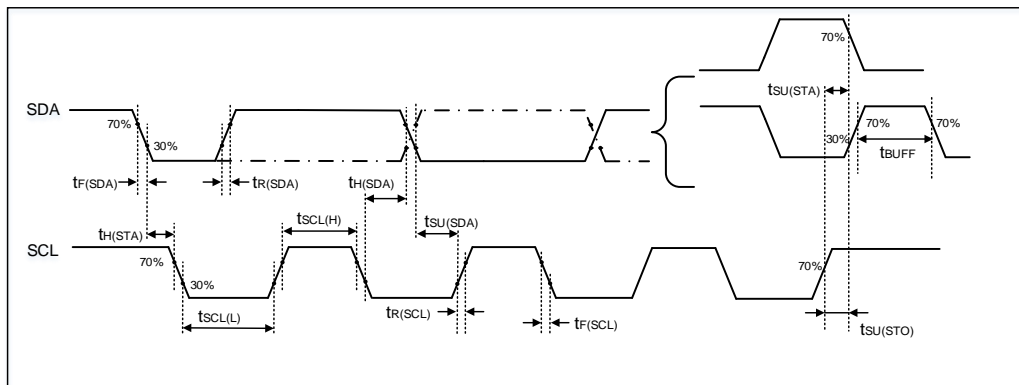 70%
tSU(STA)
SDA
70%
30%
30%
70%
70%
tBUFF
tF(SDA)
tR(SDA)
tH(SDA)
tH(STA)
tSCL(H)
tSU(SDA)
SCL
70%
30%
70%
tSCL(L)
tR(SCL)
tF(SCL)
tSU(STO)